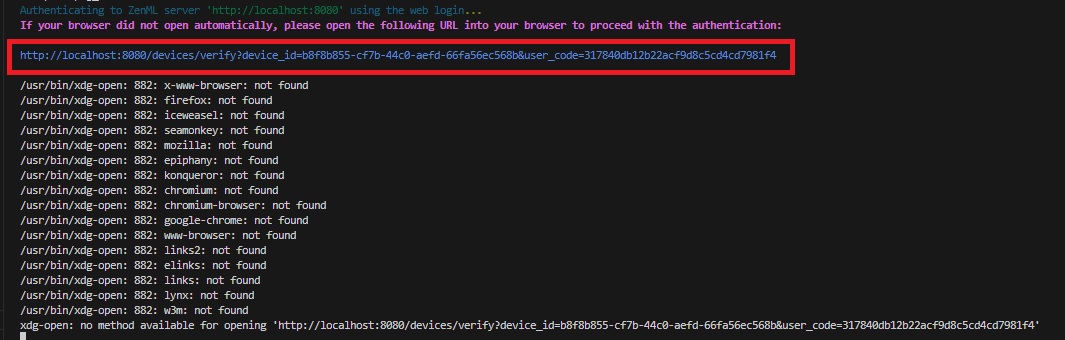 Authenticating to ZenML server 'http://localhost:8080' using the web login...
If your browser did not open automatically, please open the following URL into your browser to proceed with the authentication:
http://localhost:8080/devices/verify?device_id=b8f8b855-cf7b-44c0-aefd-66fa56ec568b&user_code=317840db12b22acf9d8c5cd4cd7981f4
/usr/bin/xdg-open: 882: x-www-browser: not found
/usr/bin/xdg-open: 882: firefox: not found
/usr/bin/xdg-open: 882: iceweasel: not found
/usr/bin/xdg-open: 882: seamonkey: not found
/usr/bin/xdg-open: 882: mozilla: not found
/usr/bin/xdg-open: 882: epiphany: not found
/usr/bin/xdg-open: 882: konqueror: not found
/usr/bin/xdg-open: 882: chromium: not found
/usr/bin/xdg-open: 882: chromium-browser: not found
/usr/bin/xdg-open: 882: google-chrome: not found
/usr/bin/xdg-open: 882: www-browser: not found
/usr/bin/xdg-open: 882: links2: not found
/usr/bin/xdg-open: 882: elinks: not found
/usr/bin/xdg-open: 882: links: not found
/usr/bin/xdg-open: 882: lynx: not found
/usr/bin/xdg-open: 882: w3m: not found
xdg-open: no method available for opening 'http://localhost:8080/devices/verify?device_id=b8f8b855-cf7b-44c0-aefd-66fa56ec568b&user_code=317840db12b22acf9d8c5cd4cd7981f4'